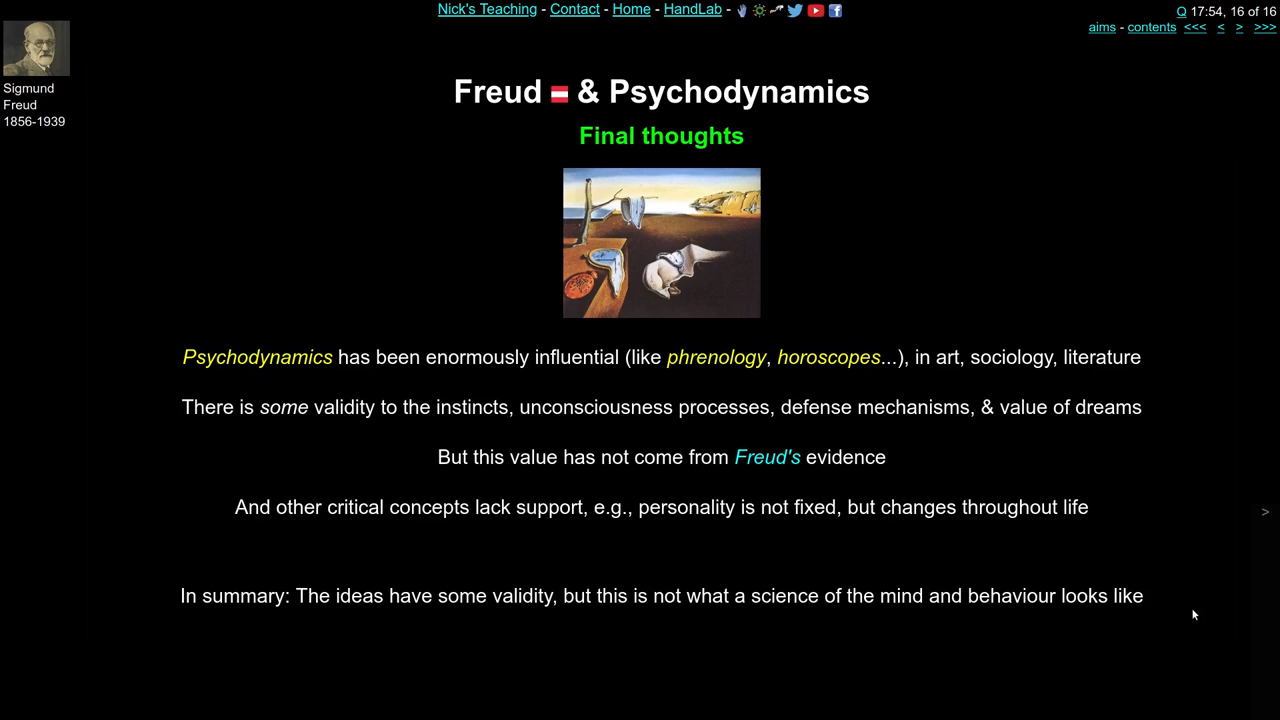 Nick's Teaching - Contact - Home - HandLab -
Q 17:54, 16 of 16
aims - contents <<< < > >>>
Sigmund
Freud
1856-1939
Freud & Psychodynamics
Final thoughts
Psychodynamics has been enormously influential (like phrenology, horoscopes...), in art, sociology, literature
There is some validity to the instincts, unconsciousness processes, defense mechanisms, & value of dreams
But this value has not come from Freud's evidence
And other critical concepts lack support, e.g., personality is not fixed, but changes throughout life
>
In summary: The ideas have some validity, but this is not what a science of the mind and behaviour looks like